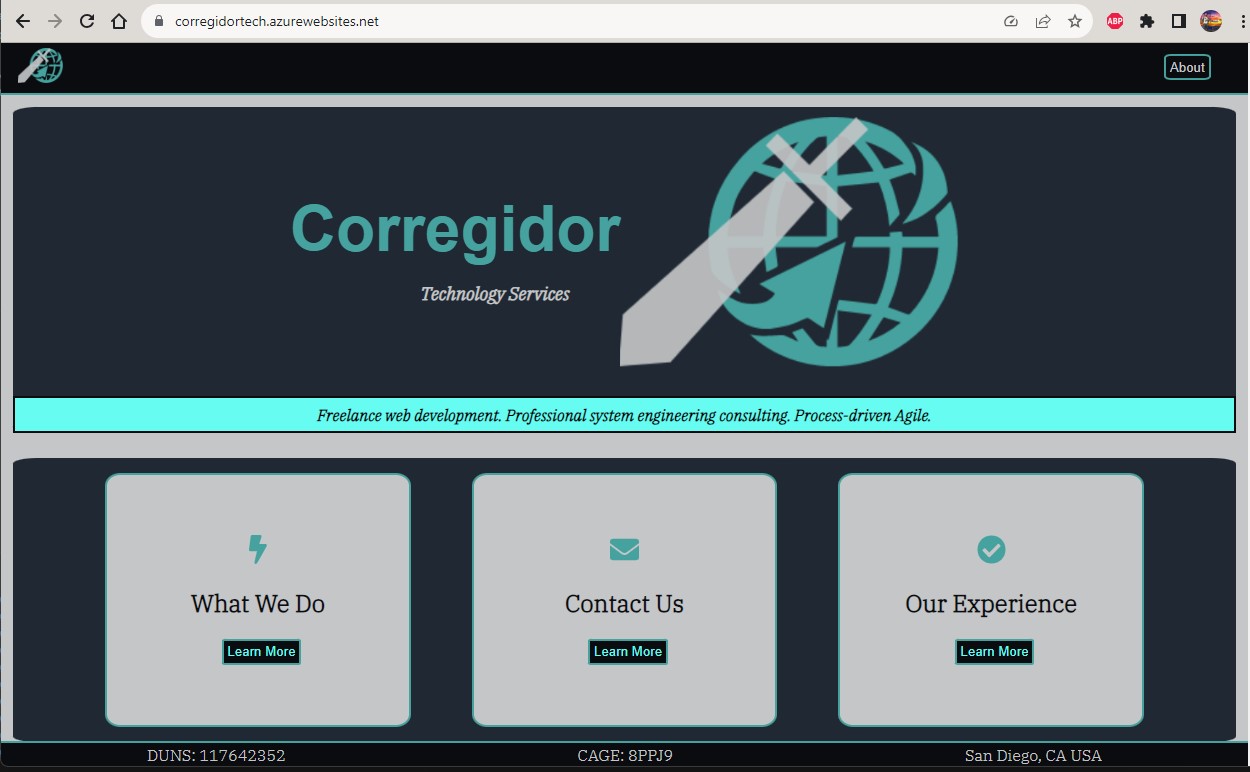 corregidortech.azurewebsites.net
ABP
About
Corregidor
Technology Services
Freelance web development. Professional system engineering consulting. Process-driven Agile.
What We Do
Learn More
Contact Us
Learn More
Our Experience
Learn More
DUNS: 117642352
CAGE: 8PPJ9
San Diego, CA USA